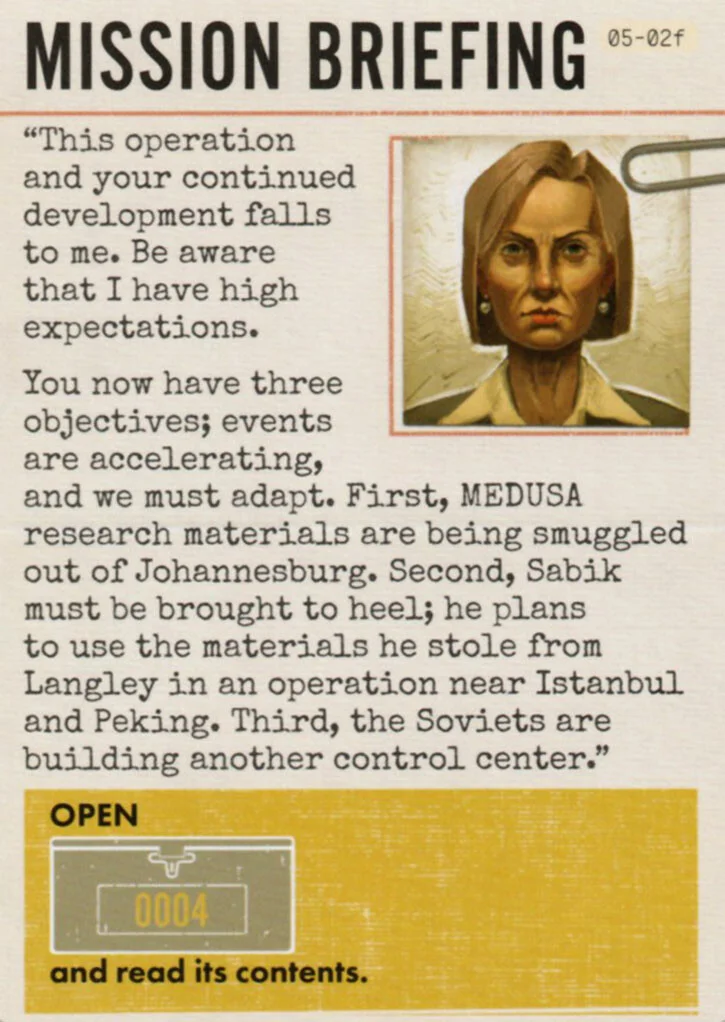 MISSION BRIEFING
05-02f
“This operation
and your continued
development falls
to me. Be aware
that I have high
expectations.
You now have three
objectives; events
are accelerating,
and we must adapt. First, MEDUSA
research materials are being smuggled
out of Johannesburg. Second, Sabik
must be brought to heel; he plans
to use the materials he stole from
Langley in an operation near Istanbul
and Peking. Third, the Soviets are
building another control center.”
OPEN
0004
and read its contents.